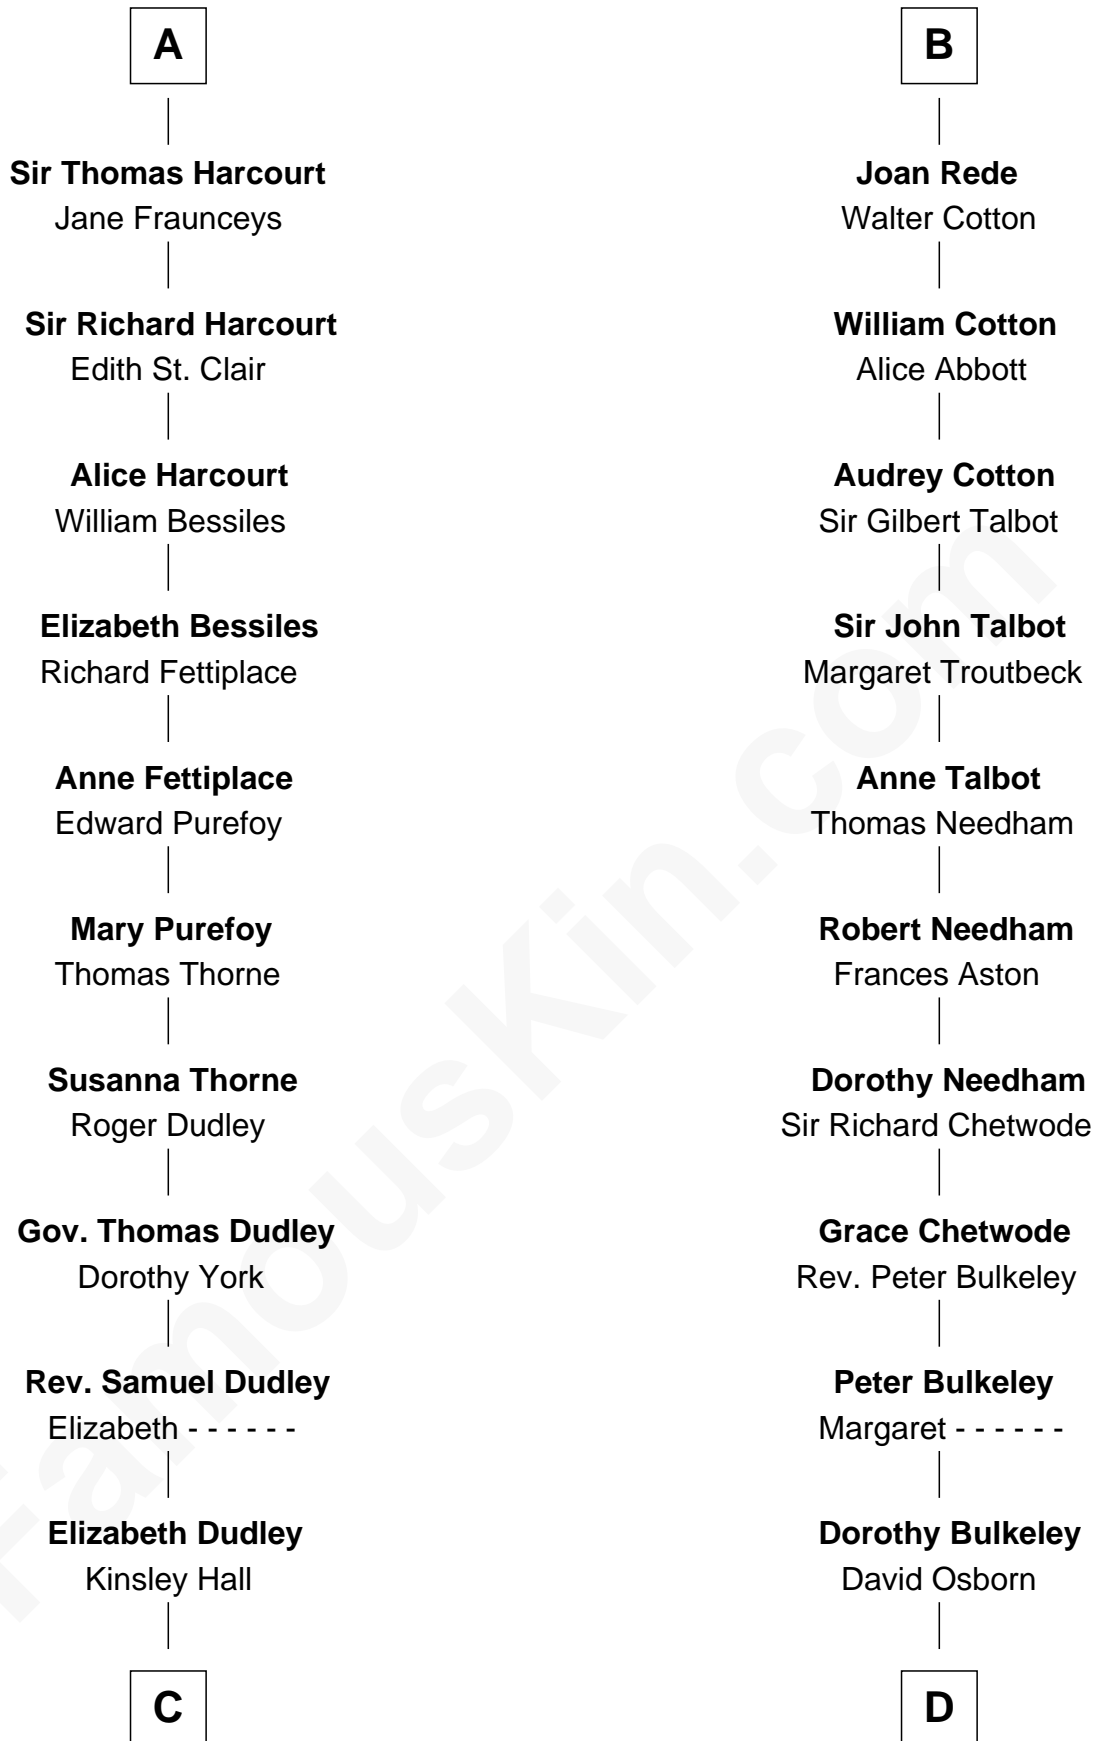 A
Sir Thomas Harcourt
Jane Fraunceys
Sir Richard Harcourt
Edith St. Clair
Alice Harcourt
William Bessiles
Elizabeth Bessiles
Richard Fettiplace
Anne Fettiplace
Edward Purefoy
Mary Purefoy
Thomas Thorne
Susanna Thorne
Roger Dudley
Gov. Thomas Dudley
Dorothy York
Rev. Samuel Dudley
Elizabeth - - - - - -
Elizabeth Dudley
Kinsley Hall
C
B
Joan Rede
Walter Cotton
William Cotton
Alice Abbott
Audrey Cotton
Sir Gilbert Talbot
Sir John Talbot
Margaret Troutbeck
Anne Talbot
Thomas Needham
Robert Needham
Frances Aston
Dorothy Needham
Sir Richard Chetwode
Grace Chetwode
Rev. Peter Bulkeley
Peter Bulkeley
Margaret - - - - - -
Dorothy Bulkeley
David Osborn
D
FamousKin.com